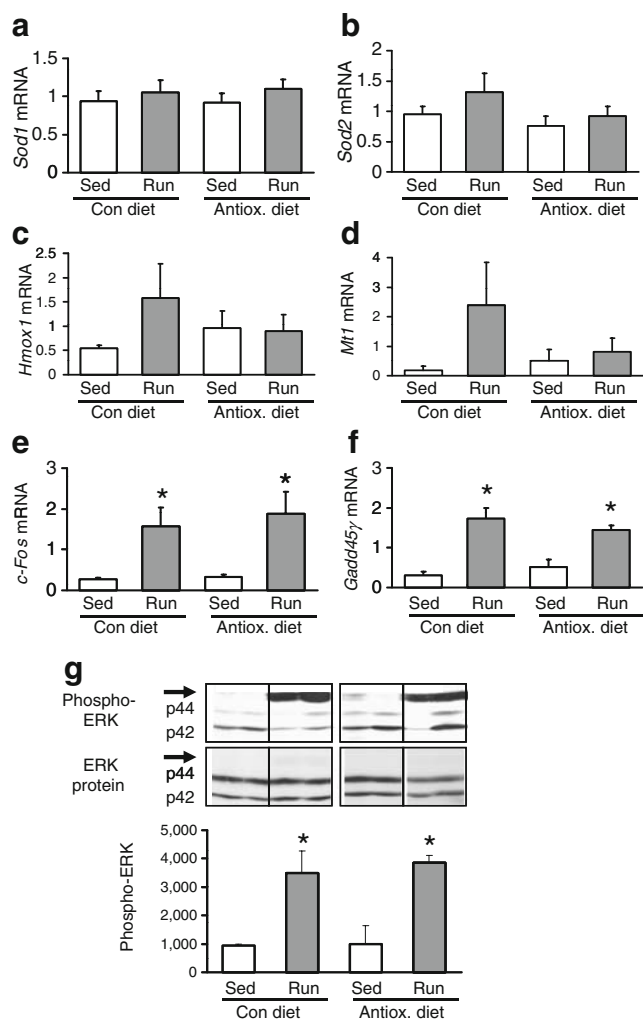 a
Sod1 mRNA
1.5
1
0.5
0
Sed Run Sed Run
Con diet Antiox. diet
b
Sod2 mRNA
2
1.5
1
0.5
0
Sed Run Sed Run
Con diet Antiox. diet
c
Hmox1 mRNA
2.5
2
1.5
1
0.5
0
Sed Run Sed Run
Con diet Antiox. diet
d
Mt1 mRNA
4
3
2
1
0
Sed Run Sed Run
Con diet Antiox. diet
e
c-Fos mRNA
3
2
1
0
* *
Sed Run Sed Run
Con diet Antiox. diet
f
Gadd45γ mRNA
3
2
1
0
* *
Sed Run Sed Run
Con diet Antiox. diet
g
Phospho-
ERK
p44
p42
ERK
protein
p44
p42
Phospho-ERK
5,000
4,000
3,000
2,000
1,000
0
* *
Sed Run Sed Run
Con diet Antiox. diet